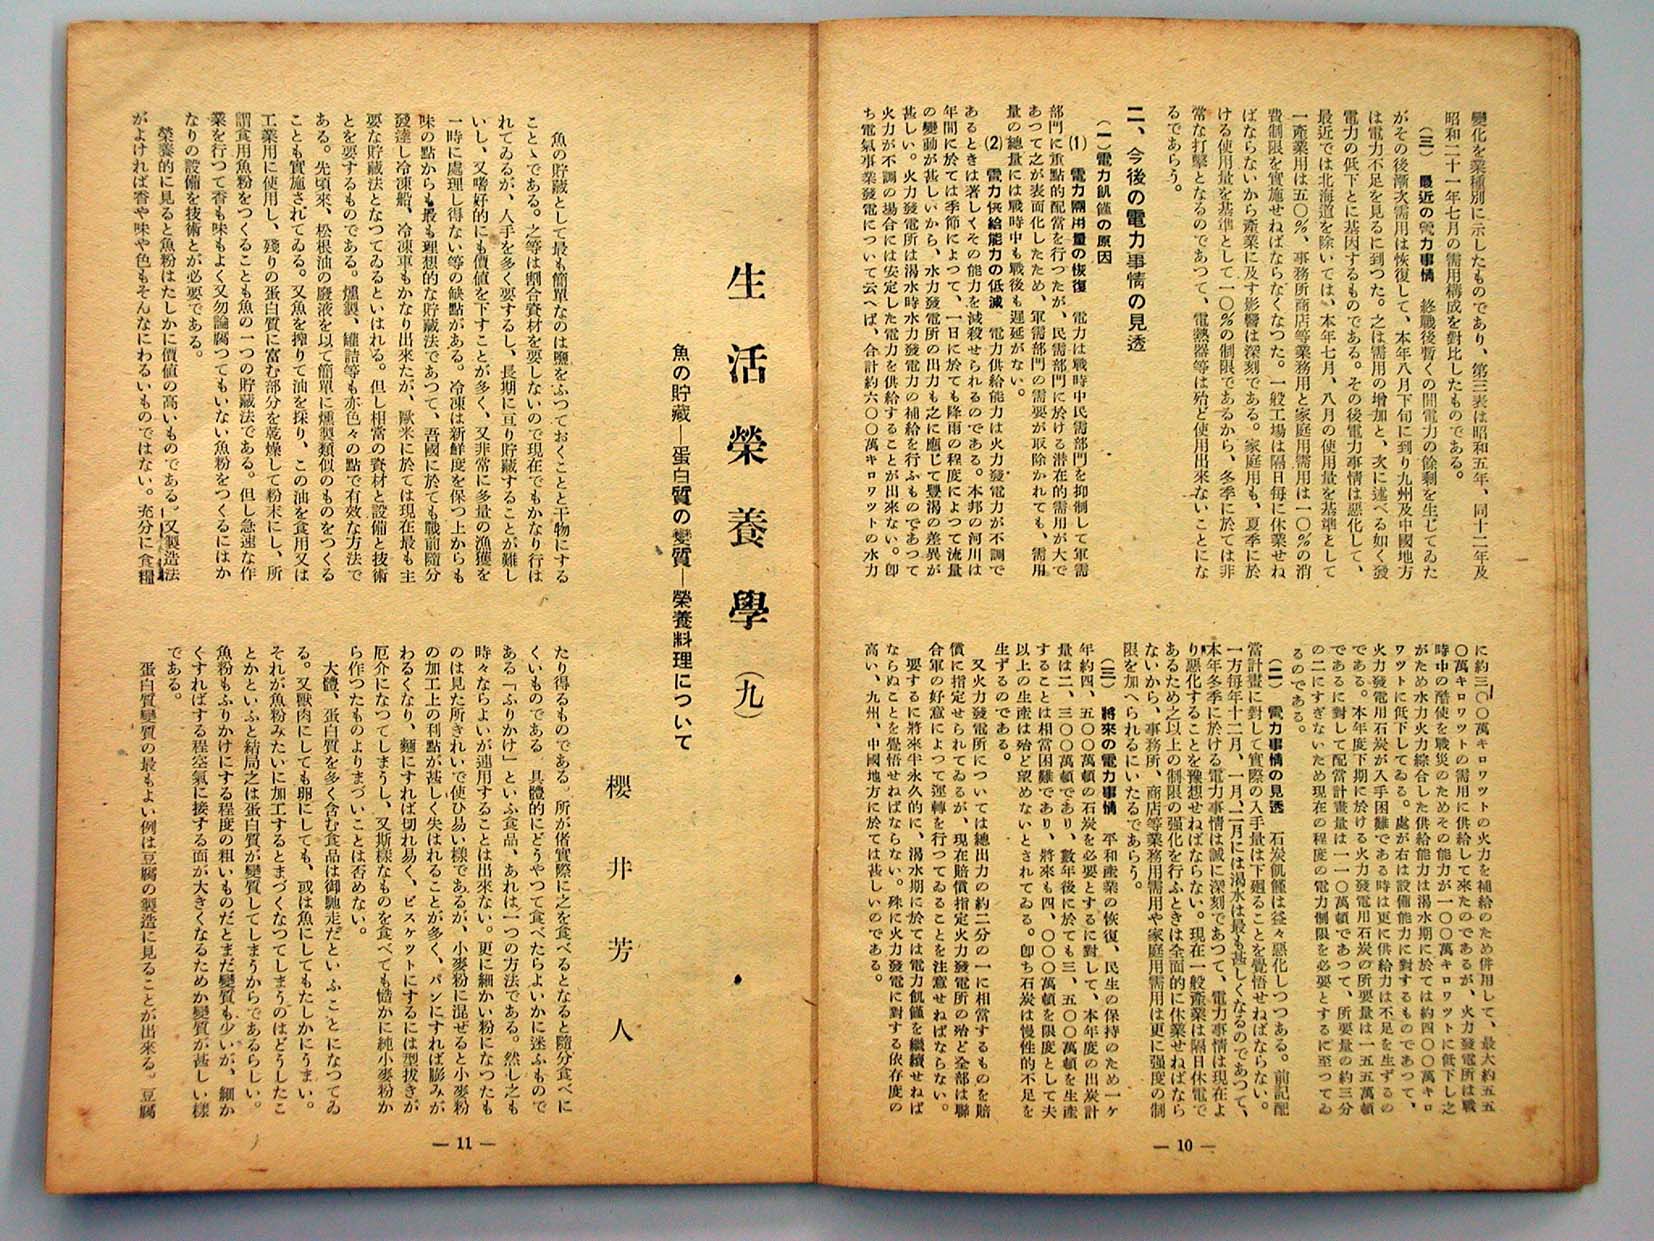 變化を業種別に示したものであり、第三表は昭和五年、同十二年及
昭和二十一年七月の需用構成を對比したものである。
(三) 最近の電力事情 終戰後暫くの間電力の餘剩を生じてゐた
がその後漸次需用は恢復して、本年八月下旬に到り九州及中國地方
は電力不足を見るに到つた。之は需用の增加と、次に述べる如く發
電力の低下とに基因するものである。その後電力事情は惡化して、
最近では北海道を除いては、本年七月、八月の使用量を基準として
一產業用は五〇%、事務所商店等業務用と家庭用需用は一〇%の消
費制限を實施せねばならなくなつた。一般工場は隔日每に休業せね
ばならないから產業に及す影響は深刻である。家庭用も、夏季に於
ける使用量を基準として一〇%の制限であるから、冬季に於ては非
常な打擊となるのであつて、電熱器等は殆ど使用出來ないことにな
るであらう。
二、今後の電力事情の見透
(一)電力飢饉の原因
(1) 電力需用量の恢復 電力は戰時中民需部門を抑制して軍需
部門に重點的配當を行つたが、民需部門に於ける潜在的需用が大で
あつて之が表面化したため、軍需部門の需要が取除かれても、需用
量の總量には戰時中も戰後も遲延がない。
(2) 電力供給能力の低減 電力供給能力は火力發電力が不調で
あるときは著しくその能力を減殺せられるのである。本邦の河川は
年間に於ては季節によつて、一日に於ても降雨の程度によつて流量
の變動が甚しいから、水力發電所の出力も之に應じて豐渴の差異が
甚しい。火力發電所は渴水時水力發電力の補給を行ふものであつて
火力が不調の場合には安定した電力を供給することが出來ない。卽
ち電氣事業發電について云へば、合計約六〇〇萬キロワツトの水力
に約三〇〇萬キロワツトの火力を補給のため併用して、最大約五五
〇萬キロワツトの需用に供給して來たのであるが、火力發電所は戰
時中の酷使を戰災のためその能力が一〇〇萬キロワツトに低下し之
がため水力火力綜合した供給能力は渴水期に於ては約四〇〇萬キロ
ワツトに低下してゐる。處が右は設備能力に對するものであつて、
火力發電用石炭が入手困難である時は更に供給力は不足を生ずるの
である。本年度下期に於ける火力發電用石炭の所要量は一五五萬頓
であるに對して配當計畫量は一一〇萬頓であつて、所要量の約三分
の二にすぎないため現在の程度の電力制限を必要とするに至つてゐ
るのである。
(二) 電力事情の見透 石炭飢饉は益々惡化しつつある。前記配
當計畫に對して實際の入手量は下廻ることを覺悟せねばならない。
一方每年十二月、一月、二月には渴水は最も甚しくなるのであつて、
本年冬季に於ける電力事情は誠に深刻であつて、電力事情は現在よ
り惡化することを豫想せねばならない。現在一般產業は隔日休電で
あるため之以上の制限の强化を行ふときは全面的に休業せねばなら
ないから、事務所、商店等業務用需用や家庭用需用は更に强度の制
限を加へられるにいたるであらう。
(三) 將來の電力事情 平和產業の恢復、民生の保持のため一ケ
年約四、五〇〇萬頓の石炭を必要とするに對して、本年度の出炭計
量は二、三〇〇萬頓であり、數年後に於ても三、五〇〇萬頓を生產
することは相當困難であり、將來も四、〇〇〇萬頓を限度として夫
以上の生產は殆ど望めないとされてゐる。卽ち石炭は慢性的不足を
生ずるのである。
又火力發電所については總出力の約二分の一に相當するものを賠
償に指定せられてゐるが、現在賠償指定火力發電所の殆ど全部は聯
合軍の好意によつて運轉を行つてゐることを注意せねばならない。
要するに將來半永久的に、渴水期に於ては電力飢饉を繼續せねば
ならぬことを覺悟せねばならない。殊に火力發電に對する依存度の
高い、九州、中國地方に於ては甚しいのである。
— 10 —
生活榮養學(九)
魚の貯藏—蛋白質の變質—榮養料理について
櫻井芳人
魚の貯藏として最も簡單なのは鹽をふつておくことと干物にする
ことゝである。之等は割合資材を要しないので現在でもかなり行は
れてゐるが、人手を多く要するし、長期に亘り貯藏することが難し
いし、又嗜好的にも價値を下すことが多く、又非常に多量の漁獲を
一時に處理し得ない等の缺點がある。冷凍は新鮮度を保つ上からも
味の點からも最も理想的な貯藏法であつて、吾國に於ても戰前隨分
發達し冷凍船、冷凍車もかなり出來たが、歐米に於ては現在最も主
要な貯藏法となつてゐるといはれる。但し相當の資材と設備と技術
とを要するものである。燻製、罐詰等も亦色々の點で有效な方法で
ある。先頃來、松根油の廢液を以て簡單に燻製類似のものをつくる
ことも實施されてゐる。又魚を搾りて油を採り、この油を食用又は
工業用に使用し、殘りの蛋白質に富む部分を乾燥して粉末にし、所
謂食用魚粉をつくることも魚の一つの貯藏法である。但し急速な作
業を行つて香も味もよく又勿論腐つてもいない魚粉をつくるにはか
なりの設備を技術とが必要である。
榮養的に見ると魚粉はたしかに價値の高いものである。又製造法
がよければ香や味や色もそんなにわるいものではない。充分に食糧
たり得るものである。所が偖實際に之を食べるとなると隨分食べに
くいものである 具體的にどうやつて食べたらよいかに迷ふもので
ある「ふりかけ」といふ食品、あれは一つの方法である。然し之も
時々ならよいが連用することは出來ない。更に細かい粉になつたも
のは見た所きれいで使ひ易い樣であるが、小麥粉に混ぜると小麥粉
の加工上の利點が甚しく失はれることが多く、パンにすれば膨みが
わるくなり、麵にすれば切れ易く、ビスケツトにするには型拔きが
厄介になつてしまうし、又斯樣なものを食べても慥かに純小麥粉か
ら作つたものよりまづいことは否めない。
大體、蛋白質を多く含む食品は御馳走だといふことになつてゐ
る。又獸肉にしても卵にしても、或は魚にしてもたしかにうまい。
それが魚粉みたいに加工するとまづくなつてしまうのはどうしたこ
とかといふと結局之は蛋白質が變質してしまうからであるらしい。
魚粉もふりかけにする程度の粗いものだとまだ變質も少いが、細か
くすればする程空氣に接する面が大きくなるためか變質が甚しい樣
である。
蛋白質變質の最もよい例は豆腐の製造に見ることが出來る。豆腐
— 11 —